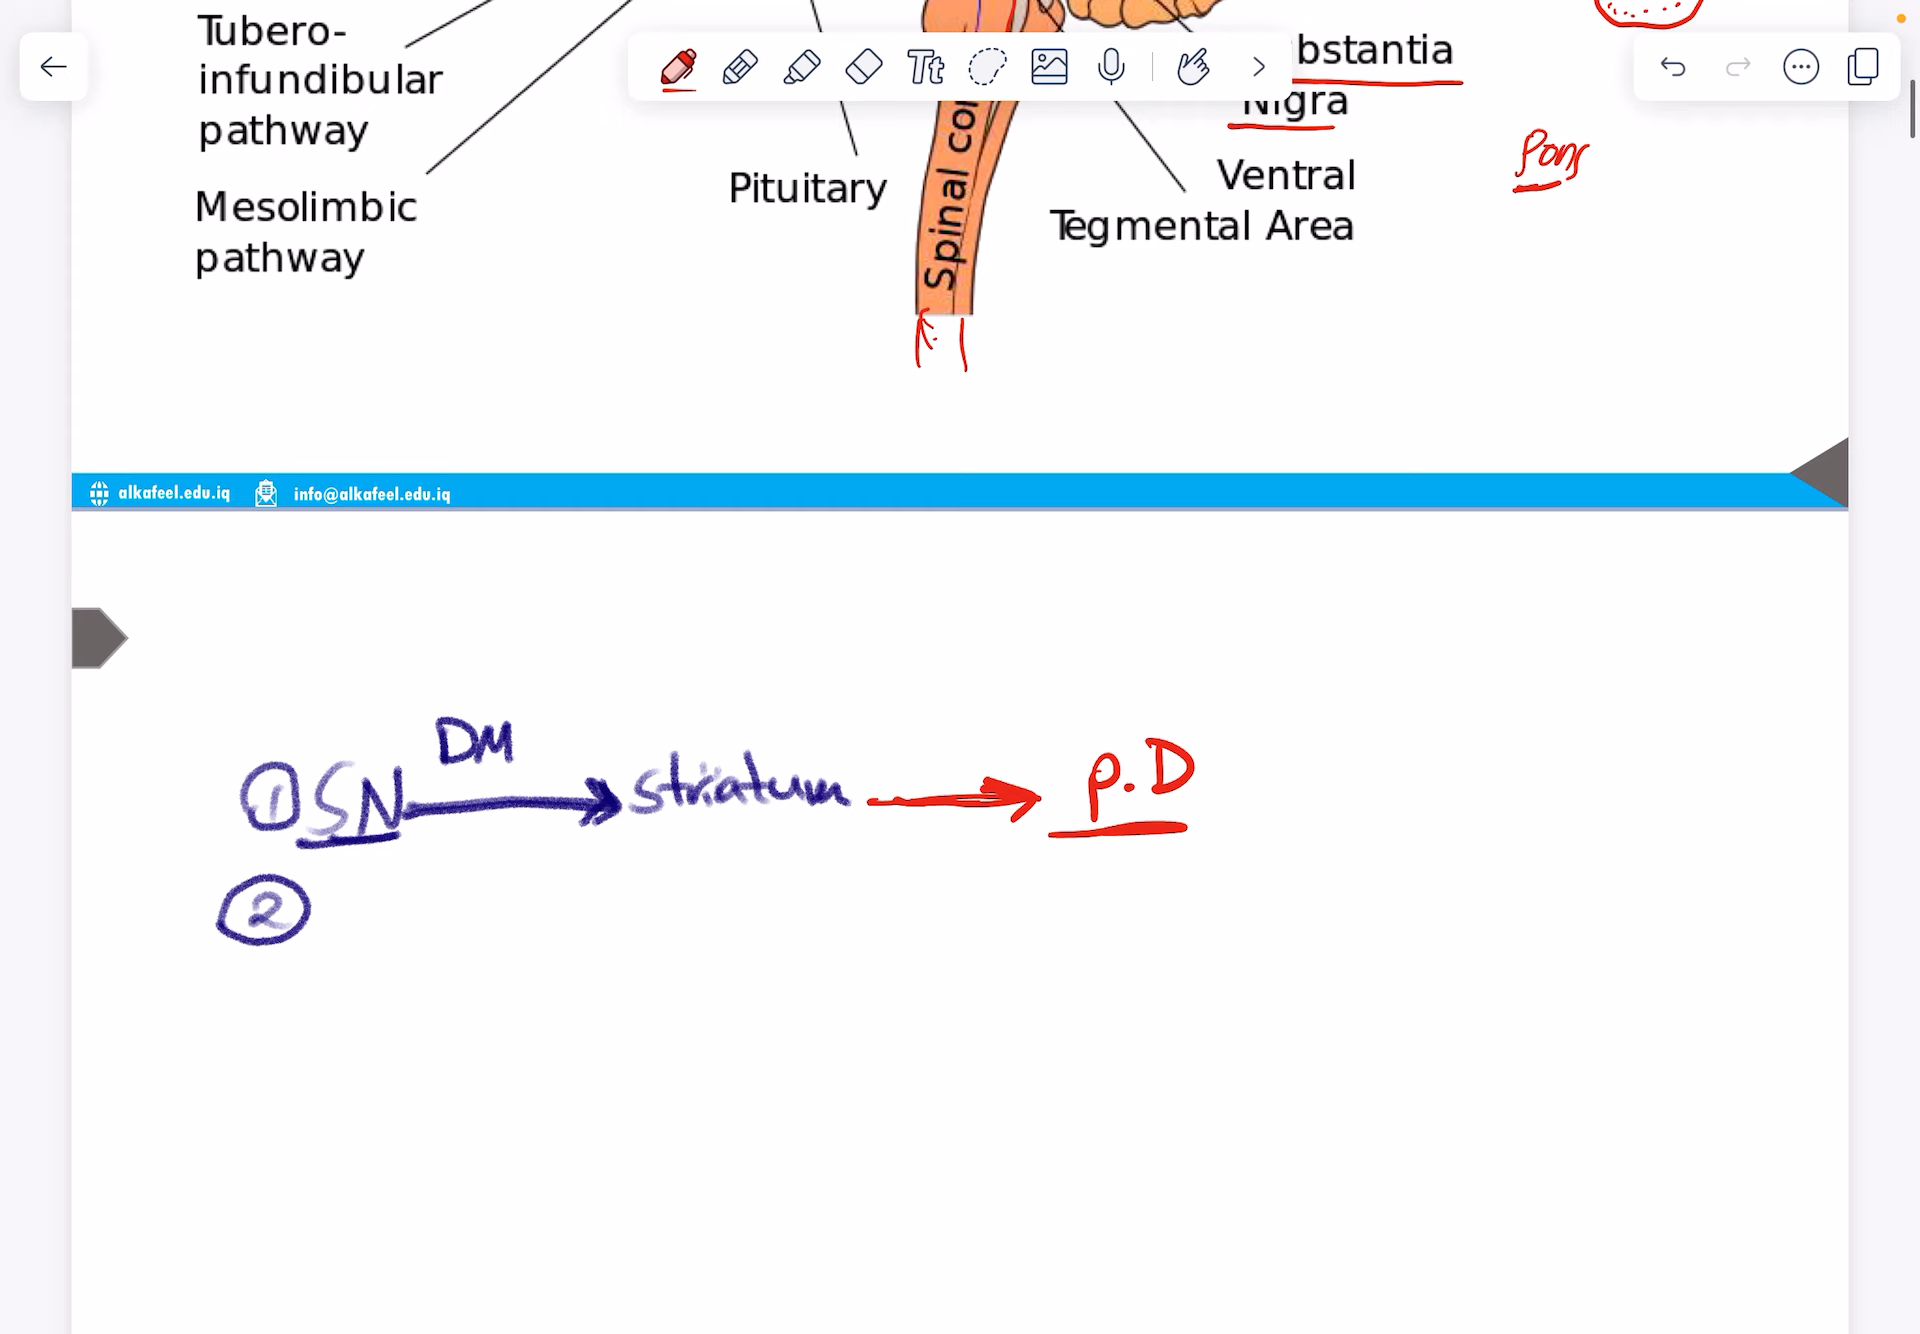 Tubero-
infundibular
pathway
Mesolimbic
pathway
Pituitary
Spinal co
bstantia
Nigra
Ventral
Tegmental Area
Pons
Tt
alkafeel.edu.iq
info@alkafeel.edu.iq
① SN DM striatum P.D
②